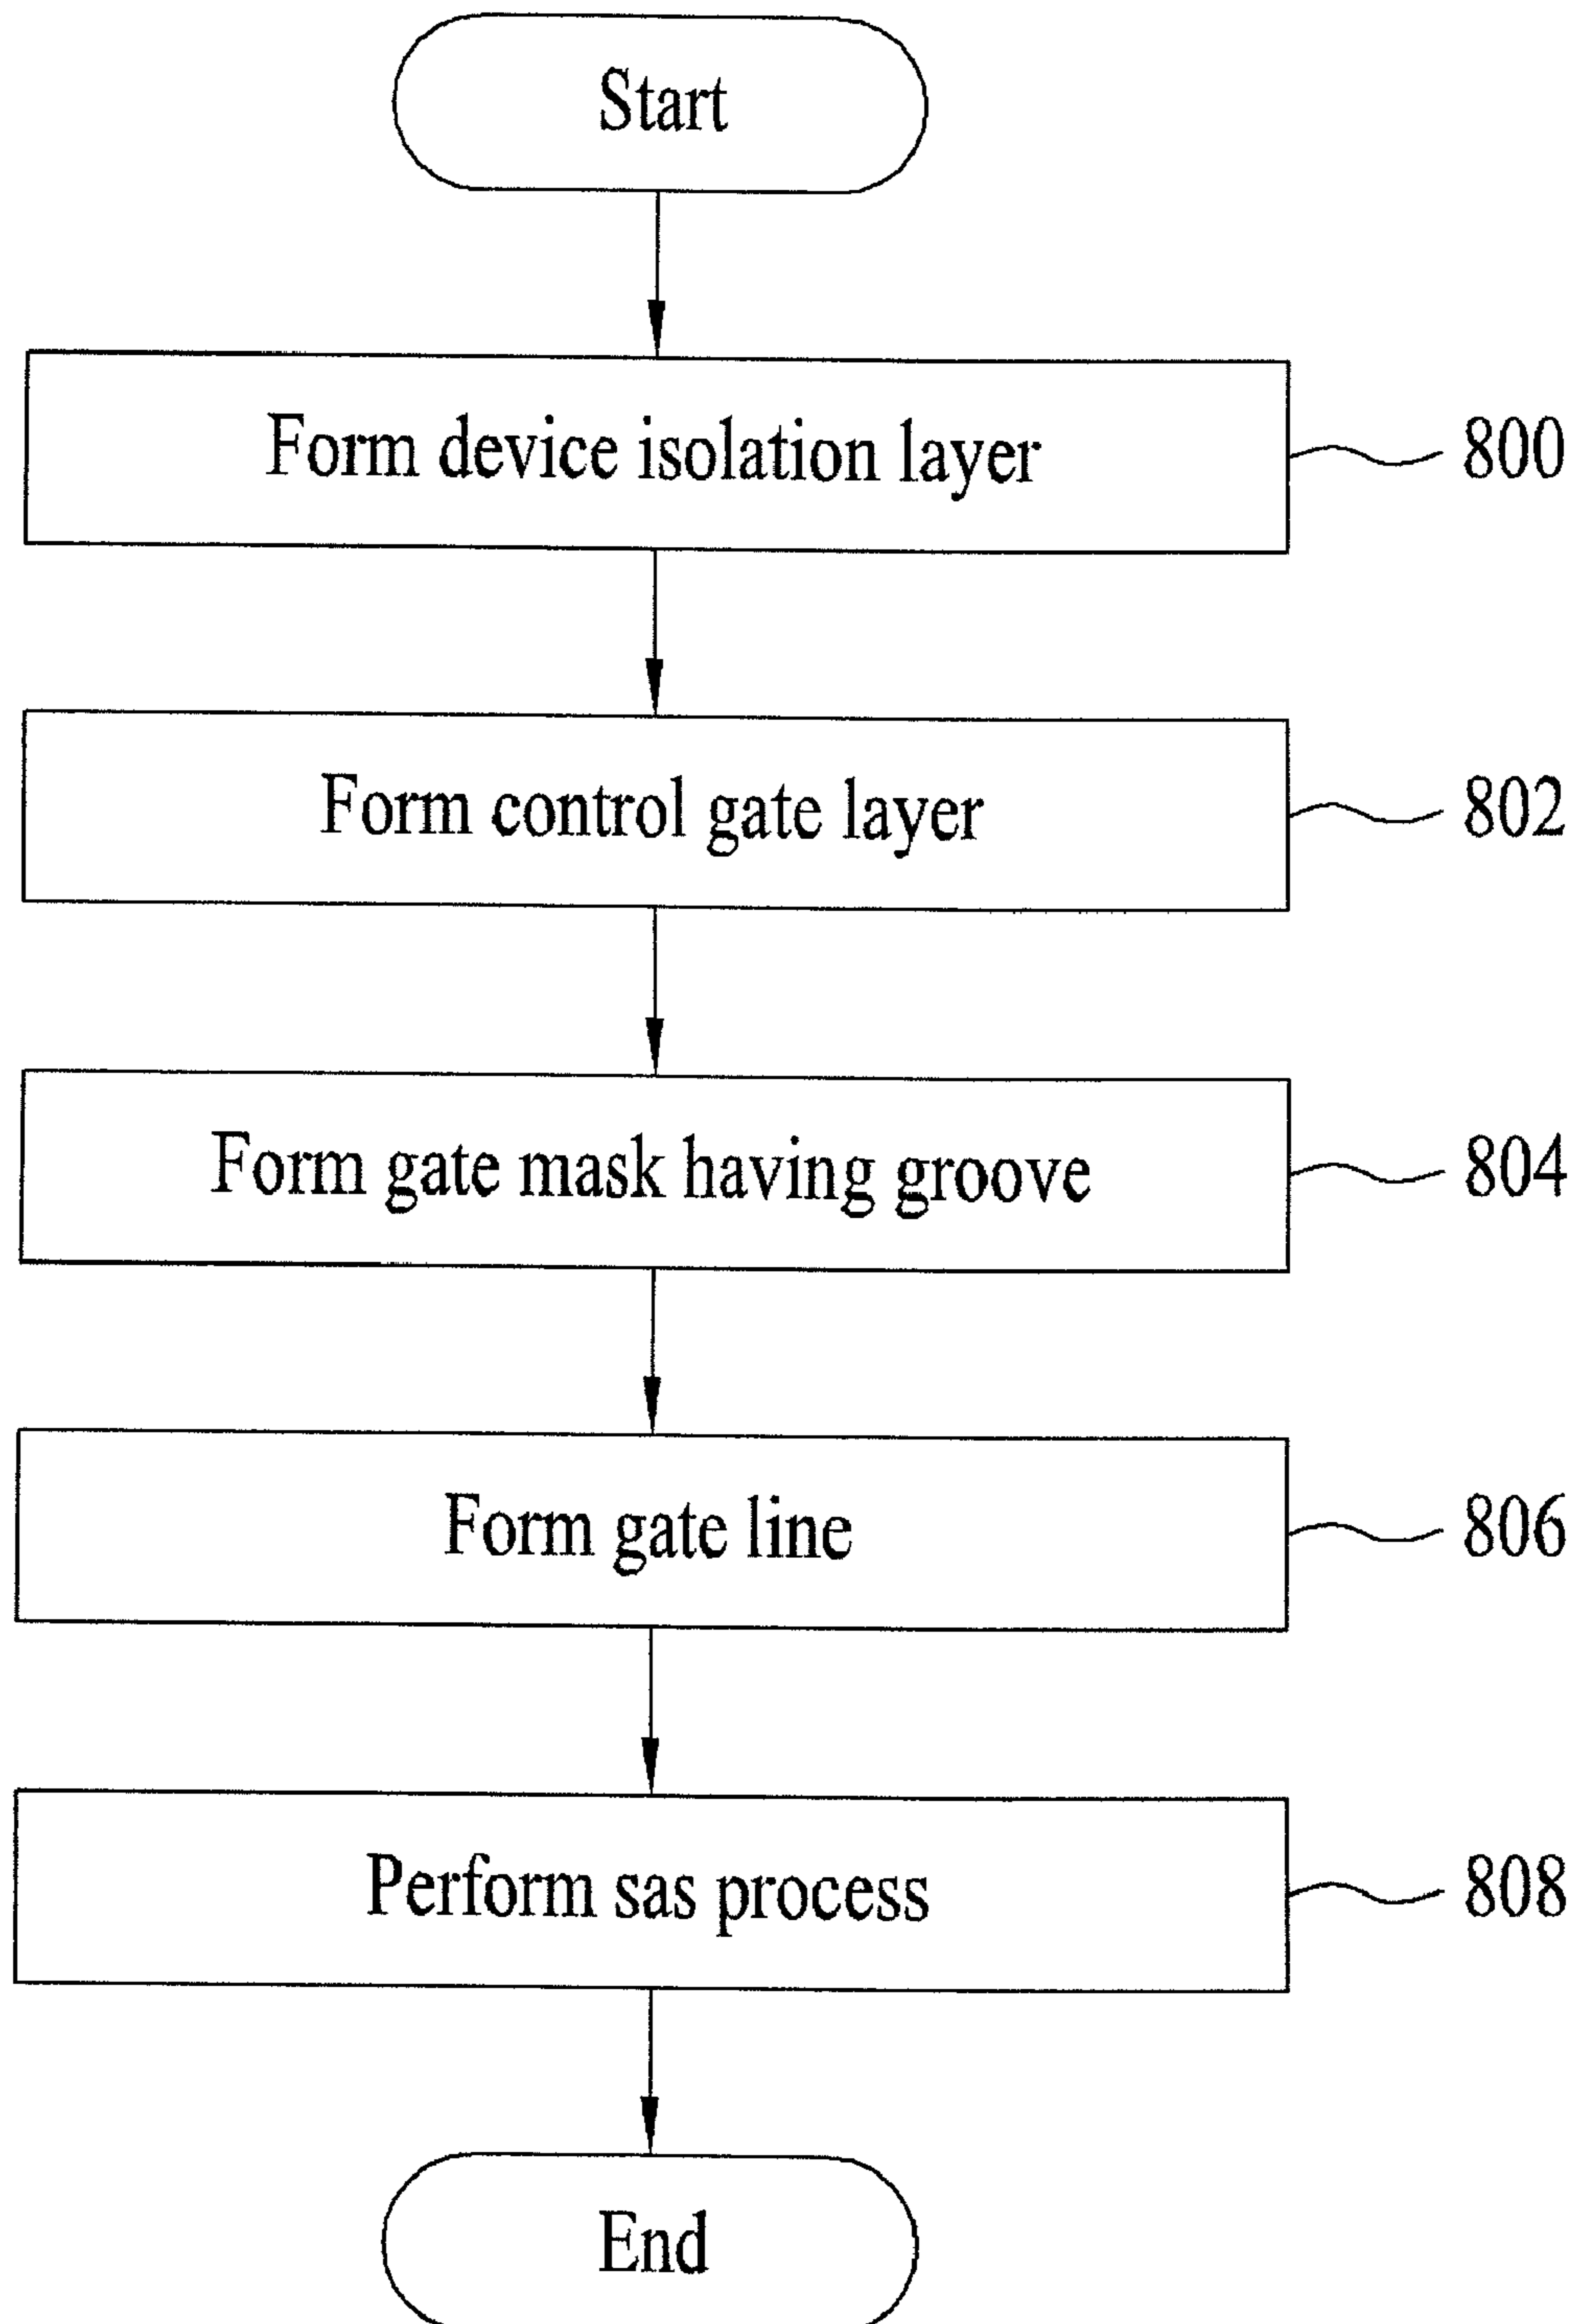 Start
Form device isolation layer 800
Form control gate layer 802
Form gate mask having groove 804
Form gate line 806
Perform sas process 808
End